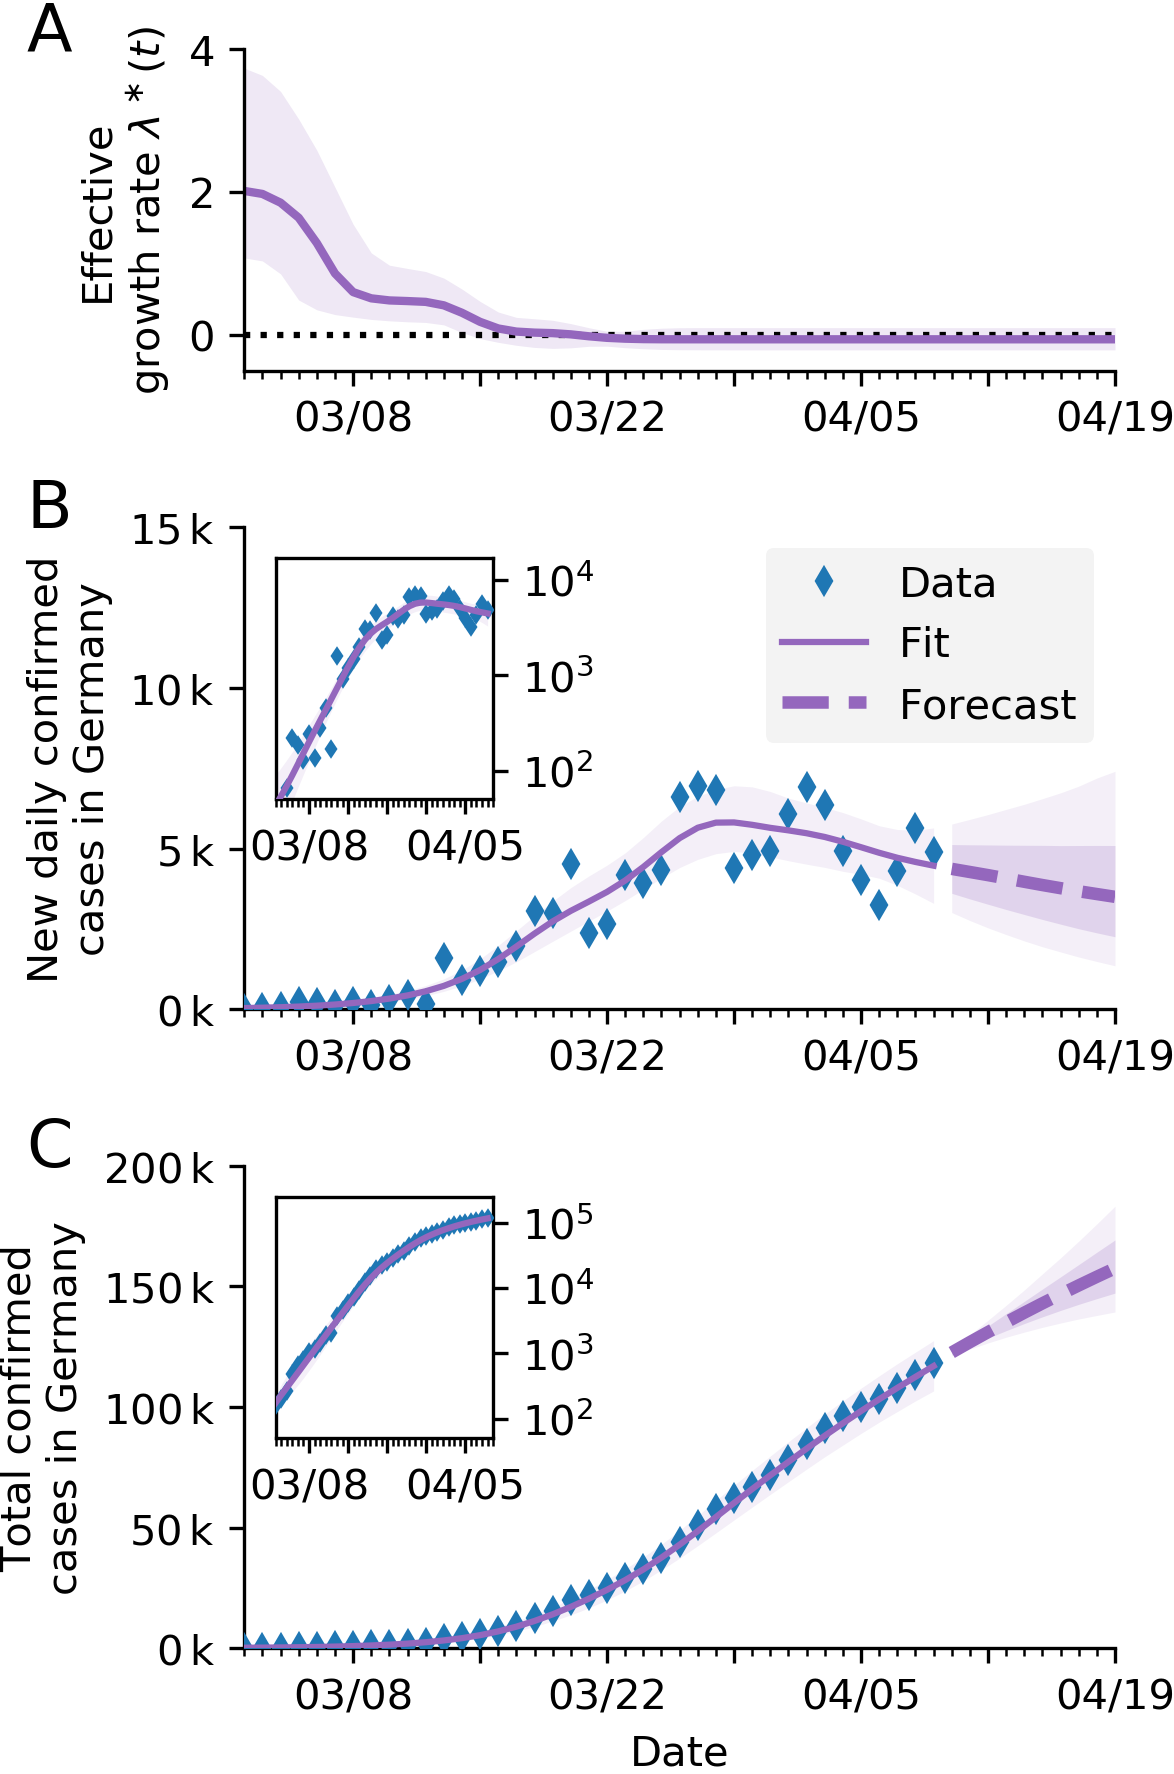 A
Effective
growth rate λ * (t)
4
2
0
03/08 03/22 04/05 04/19
B
New daily confirmed
cases in Germany
15 k
10 k
5 k
0 k
10⁴
10³
10²
03/08 04/05
Data
Fit
Forecast
03/08 03/22 04/05 04/19
C
Total confirmed
cases in Germany
200 k
150 k
100 k
50 k
0 k
10⁵
10⁴
10³
10²
03/08 04/05
03/08 03/22 04/05 04/19
Date